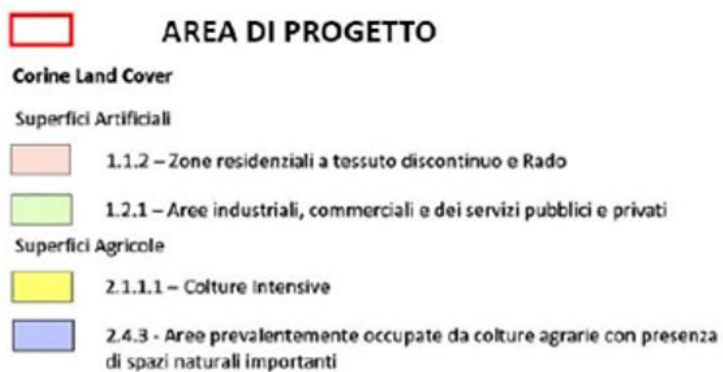 AREA DI PROGETTO
Corine Land Cover
Superfici Artificiali
1.1.2 – Zone residenziali a tessuto discontinuo e Rado
1.2.1 – Aree industriali, commerciali e dei servizi pubblici e privati
Superfici Agricole
2.1.1.1 – Colture Intensive
2.4.3 - Aree prevalentemente occupate da colture agrarie con presenza
di spazi naturali importanti